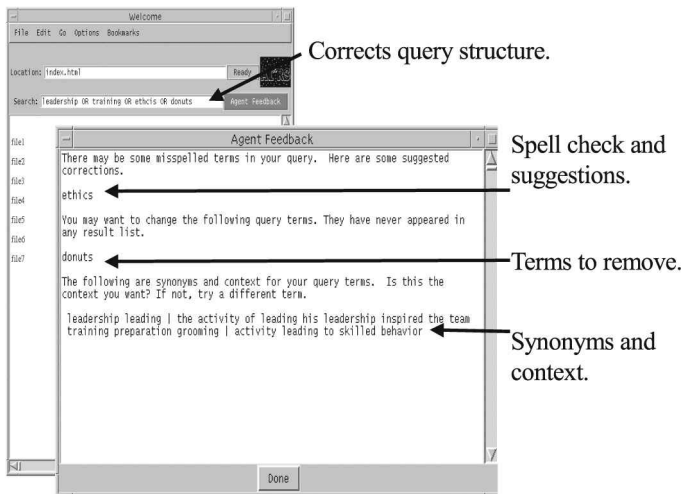 Welcome
File Edit Go Options Bookmarks
Corrects query structure.
Location: index.html Ready
Search: leadership OR training OR ethcis OR donuts Agent Feedback
Agent Feedback
file1
file2
file3
file4
file5
file6
file7
There may be some misspelled terms in your query. Here are some suggested
corrections.
ethics
You may want to change the following query terms. They have never appeared in
any result list.
donuts
The following are synonyms and context for your query terms. Is this the
context you want? If not, try a different term.
leadership leading | the activity of leading his leadership inspired the team
training preparation grooming | activity leading to skilled behavior
Done
Spell check and
suggestions.
Terms to remove.
Synonyms and
context.